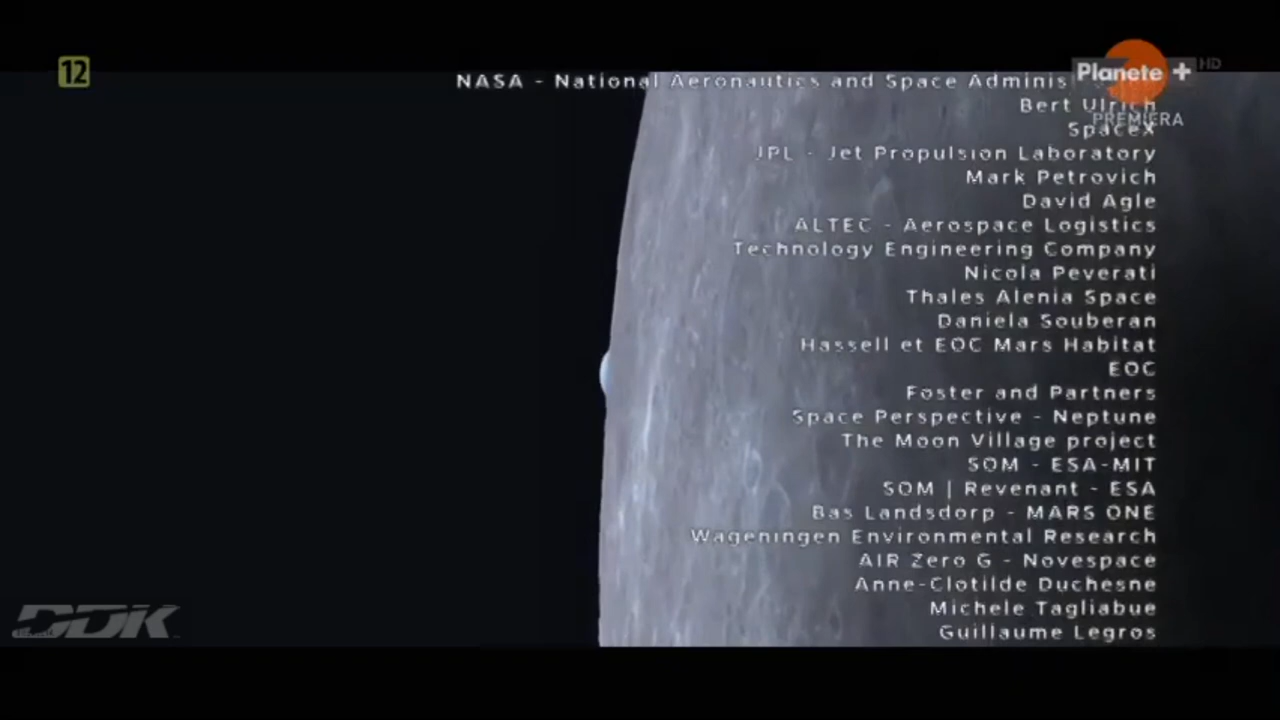 12
Planete +
HD
PREMIERA
NASA - National Aeronautics and Space Adminis
Bert Ulrich
SpaceX
JPL - Jet Propulsion Laboratory
Mark Petrovich
David Agle
ALTEC - Aerospace Logistics
Technology Engineering Company
Nicola Peverati
Thales Alenia Space
Daniela Souberan
Hassell et EOC Mars Habitat
EOC
Foster and Partners
Space Perspective - Neptune
The Moon Village project
SOM - ESA-MIT
SOM | Revenant - ESA
Bas Landsdorp - MARS ONE
Wageningen Environmental Research
AIR Zero G - Novespace
Anne-Clotilde Duchesne
Michele Tagliabue
Guillaume Legros
DDK